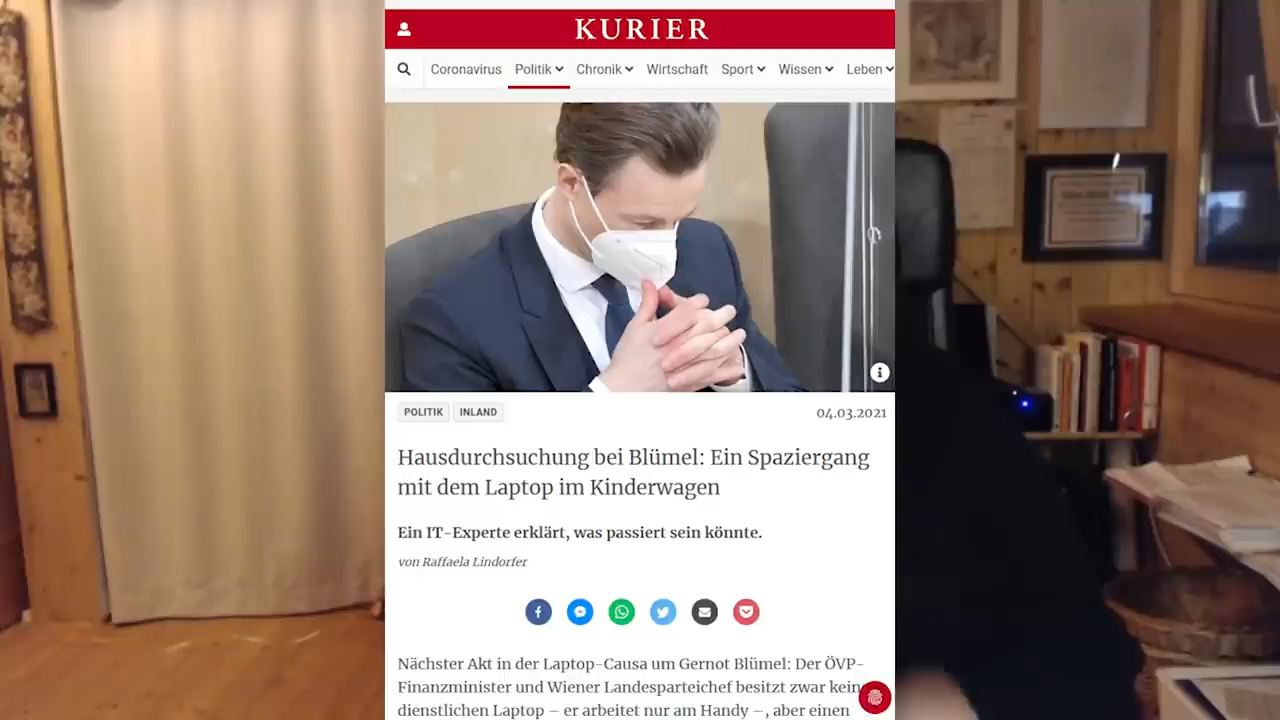 KURIER
Coronavirus Politik Chronik Wirtschaft Sport Wissen Leben
POLITIK INLAND 04.03.2021
Hausdurchsuchung bei Blümel: Ein Spaziergang
mit dem Laptop im Kinderwagen
Ein IT-Experte erklärt, was passiert sein könnte.
von Raffaela Lindorfer
Nächster Akt in der Laptop-Causa um Gernot Blümel: Der ÖVP-
Finanzminister und Wiener Landesparteichef besitzt zwar kein
dienstlichen Laptop – er arbeitet nur am Handy –, aber einen